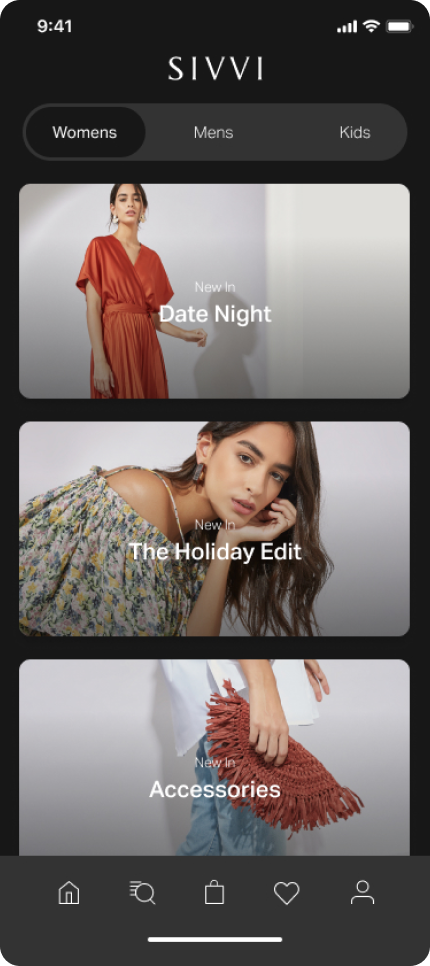 9:41
SIVVI
Womens Mens Kids
New In
Date Night
New In
The Holiday Edit
New In
Accessories